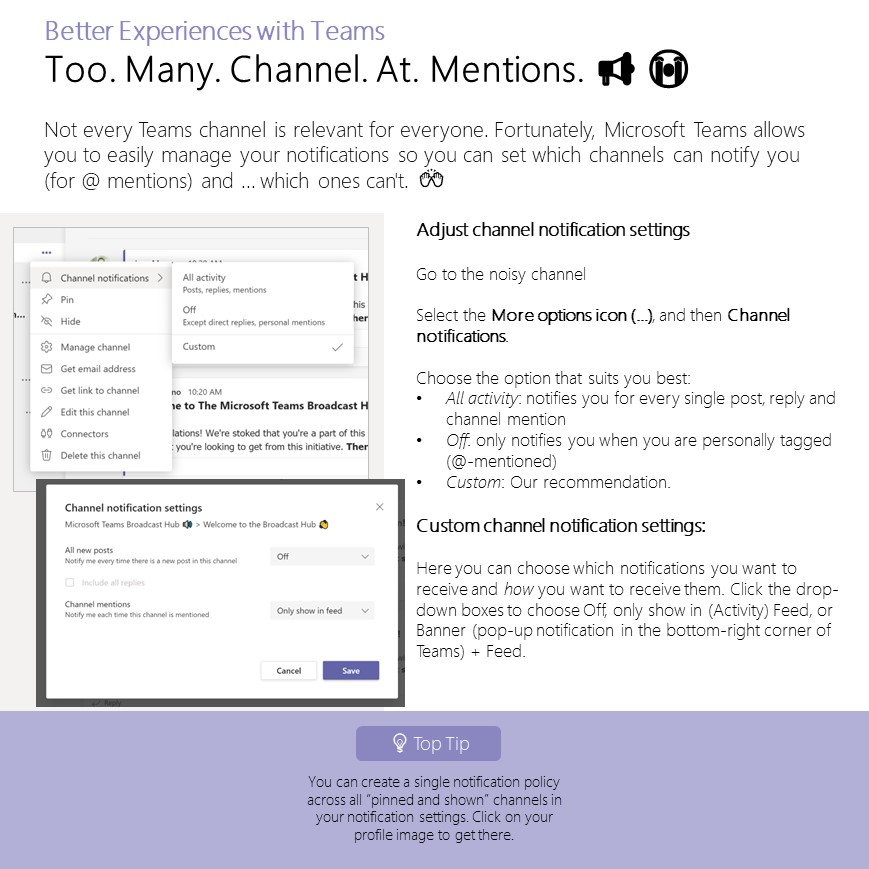 Better Experiences with Teams
Too. Many. Channel. At. Mentions.
Not every Teams channel is relevant for everyone. Fortunately, Microsoft Teams allows
you to easily manage your notifications so you can set which channels can notify you
(for @ mentions) and ... which ones can't.
Channel notifications
Pin
Hide
Manage channel
Get email address
Get link to channel
Edit this channel
Connectors
Delete this channel
All activity
Posts, replies, mentions
Off
Except direct replies, personal mentions
Custom
10:20 AM
ne to The Microsoft Teams Broadcast H
lations! We're stoked that you're a part of this
t you're looking to get from this initiative. Ther
Channel notification settings
Microsoft Teams Broadcast Hub > Welcome to the Broadcast Hub
All new posts
Notify me every time there is a new post in this channel
Off
Include all replies
Channel mentions
Notify me each time this channel is mentioned
Only show in feed
Cancel
Save
Reply
Adjust channel notification settings
Go to the noisy channel
Select the More options icon (...), and then Channel
notifications.
Choose the option that suits you best:
• All activity: notifies you for every single post, reply and
channel mention
• Off: only notifies you when you are personally tagged
(@-mentioned)
• Custom: Our recommendation.
Custom channel notification settings:
Here you can choose which notifications you want to
receive and how you want to receive them. Click the drop-
down boxes to choose Off, only show in (Activity) Feed, or
Banner (pop-up notification in the bottom-right corner of
Teams) + Feed.
Top Tip
You can create a single notification policy
across all “pinned and shown” channels in
your notification settings. Click on your
profile image to get there.